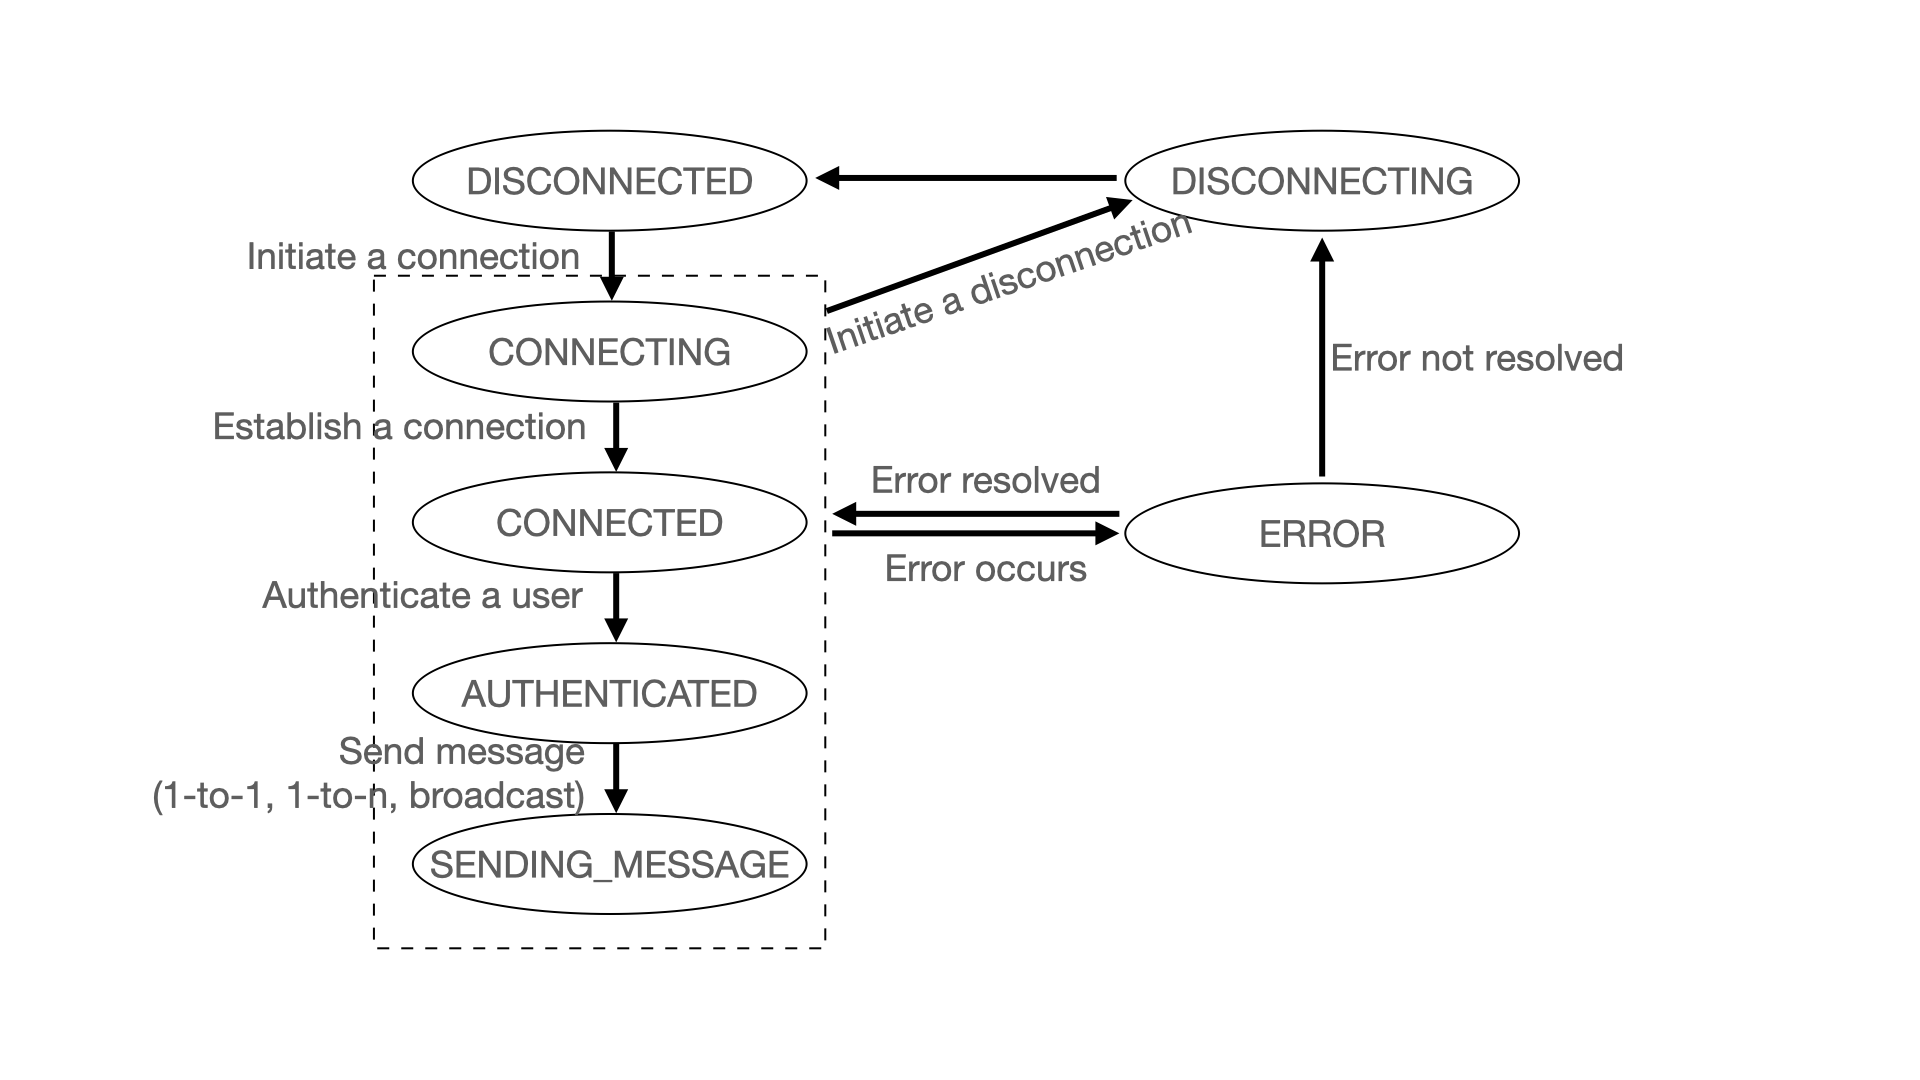 DISCONNECTED
DISCONNECTING
Initiate a connection
Initiate a disconnection
CONNECTING
Error not resolved
Establish a connection
Error resolved
CONNECTED
ERROR
Error occurs
Authenticate a user
AUTHENTICATED
Send message
(1-to-1, 1-to-n, broadcast)
SENDING_MESSAGE